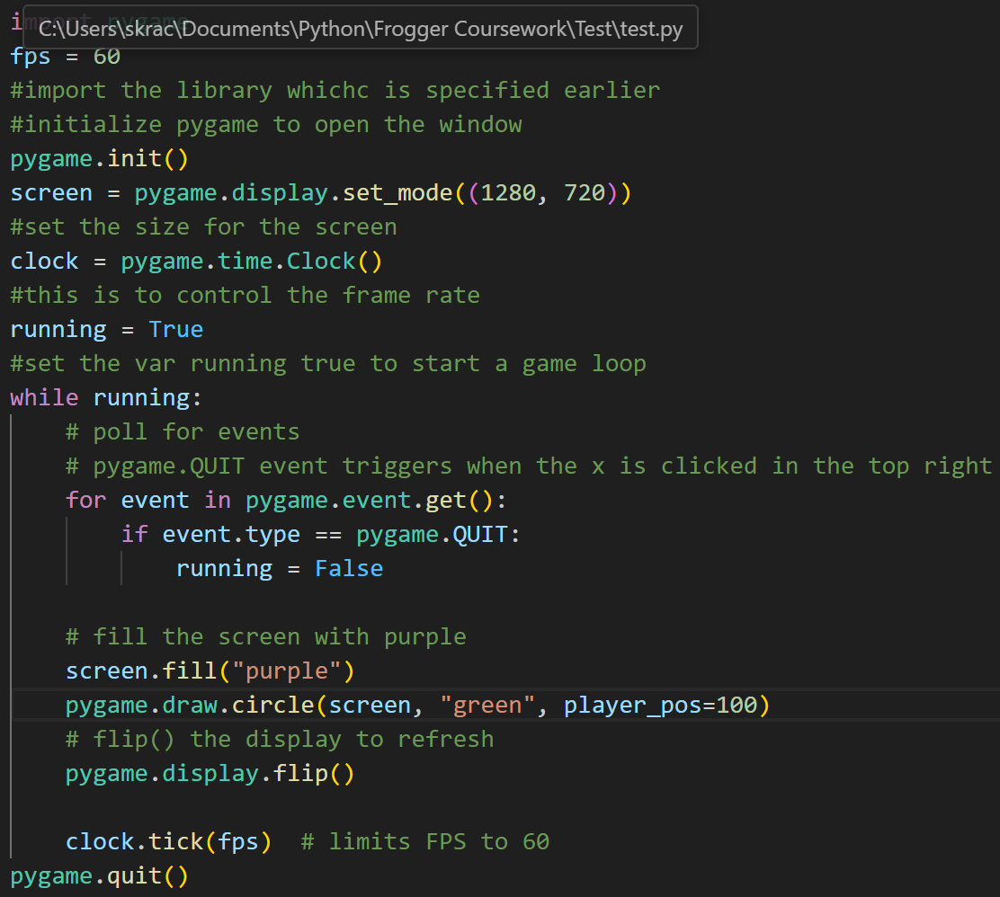 import pygame
C:\Users\skrac\Documents\Python\Frogger Coursework\Test\test.py
fps = 60
#import the library whichc is specified earlier
#initialize pygame to open the window
pygame.init()
screen = pygame.display.set_mode((1280, 720))
#set the size for the screen
clock = pygame.time.Clock()
#this is to control the frame rate
running = True
#set the var running true to start a game loop
while running:
    # poll for events
    # pygame.QUIT event triggers when the x is clicked in the top right
    for event in pygame.event.get():
        if event.type == pygame.QUIT:
            running = False
    # fill the screen with purple
    screen.fill("purple")
    pygame.draw.circle(screen, "green", player_pos=100)
    # flip() the display to refresh
    pygame.display.flip()
    clock.tick(fps)  # limits FPS to 60
pygame.quit()